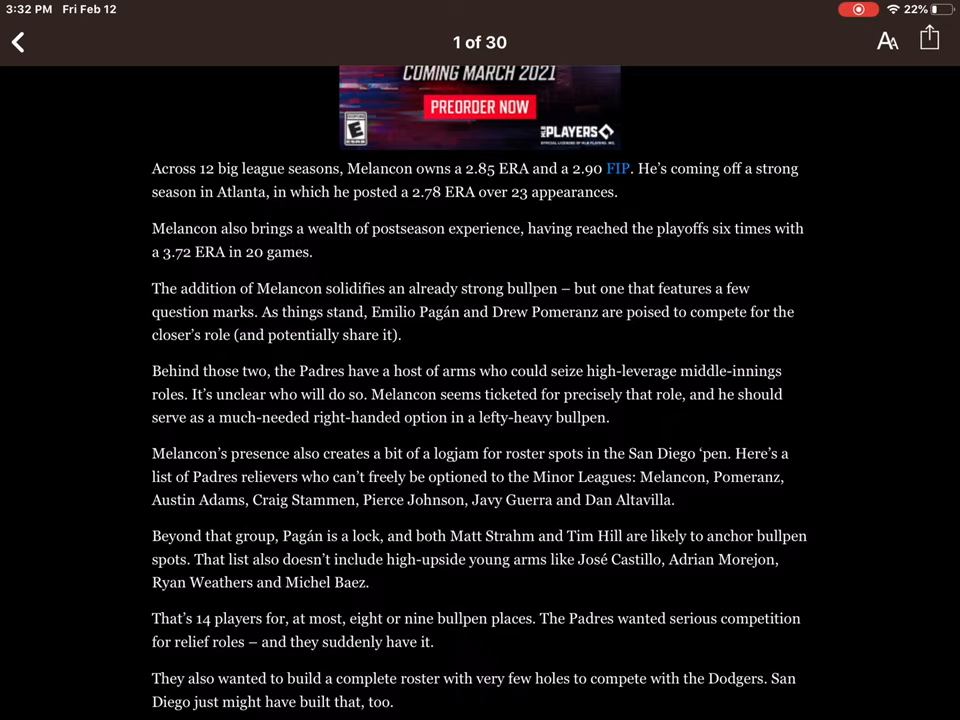 3:32 PM Fri Feb 12
22%
1 of 30
AA
COMING MARCH 2021
PREORDER NOW
E
PLAYERS
Across 12 big league seasons, Melancon owns a 2.85 ERA and a 2.90 FIP. He’s coming off a strong
season in Atlanta, in which he posted a 2.78 ERA over 23 appearances.
Melancon also brings a wealth of postseason experience, having reached the playoffs six times with
a 3.72 ERA in 20 games.
The addition of Melancon solidifies an already strong bullpen – but one that features a few
question marks. As things stand, Emilio Pagán and Drew Pomeranz are poised to compete for the
closer’s role (and potentially share it).
Behind those two, the Padres have a host of arms who could seize high-leverage middle-innings
roles. It’s unclear who will do so. Melancon seems ticketed for precisely that role, and he should
serve as a much-needed right-handed option in a lefty-heavy bullpen.
Melancon’s presence also creates a bit of a logjam for roster spots in the San Diego ‘pen. Here’s a
list of Padres relievers who can’t freely be optioned to the Minor Leagues: Melancon, Pomeranz,
Austin Adams, Craig Stammen, Pierce Johnson, Javy Guerra and Dan Altavilla.
Beyond that group, Pagán is a lock, and both Matt Strahm and Tim Hill are likely to anchor bullpen
spots. That list also doesn’t include high-upside young arms like José Castillo, Adrian Morejon,
Ryan Weathers and Michel Baez.
That’s 14 players for, at most, eight or nine bullpen places. The Padres wanted serious competition
for relief roles – and they suddenly have it.
They also wanted to build a complete roster with very few holes to compete with the Dodgers. San
Diego just might have built that, too.